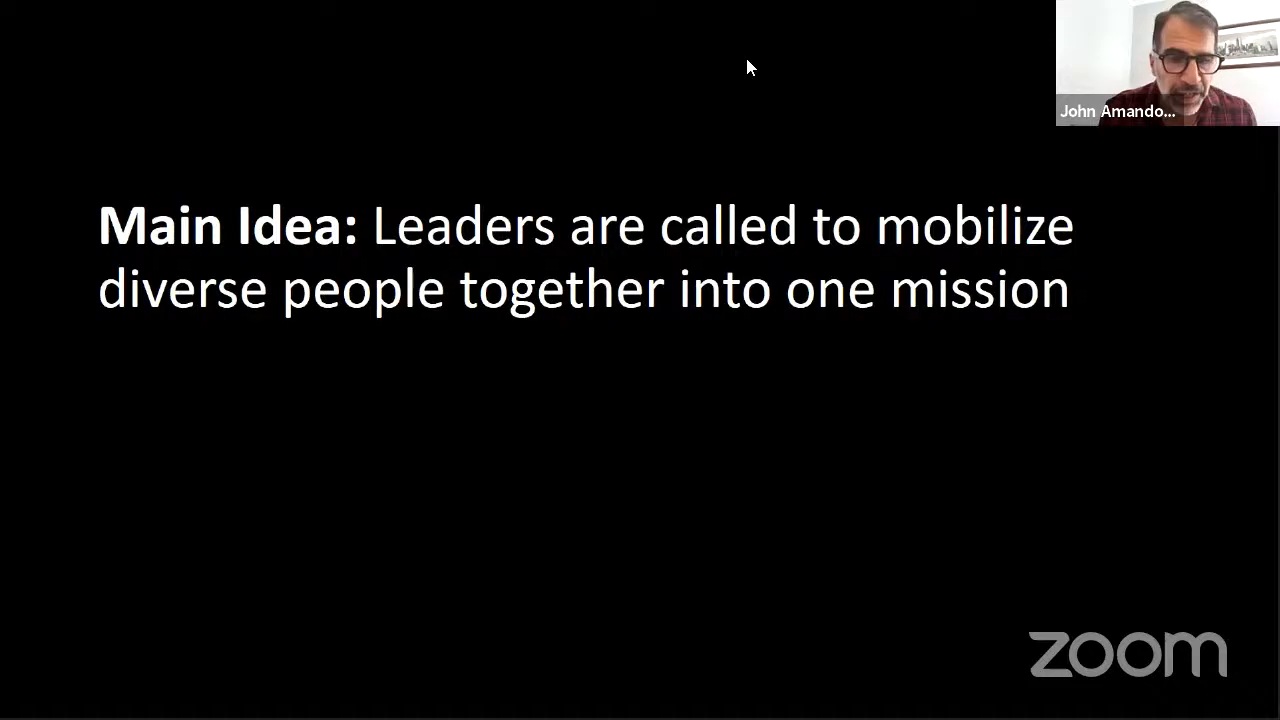 John Amando...
Main Idea: Leaders are called to mobilize
diverse people together into one mission
zoom